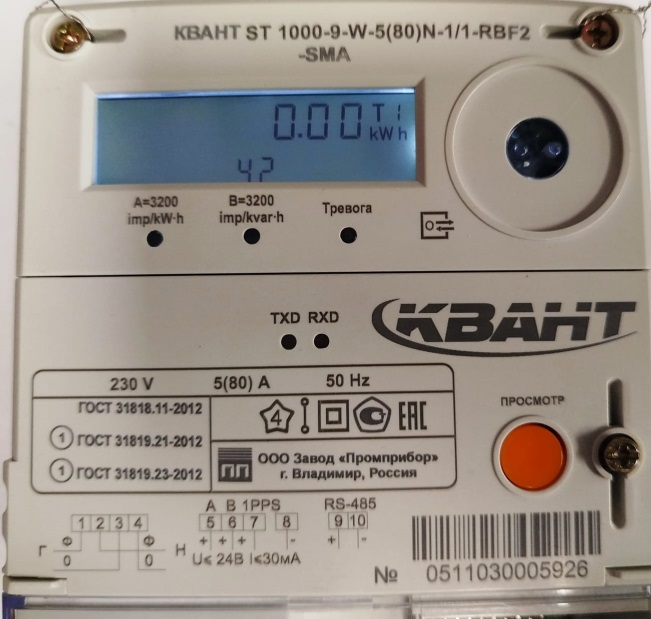 КВАНТ ST 1000-9-W-5(80)N-1/1-RBF2
-SMA
0.00 T1
kWh
42
A=3200
imp/kW·h
B=3200
imp/kvar·h
Тревога
TXD RXD
КВАНТ
230 V 5(80) A 50 Hz
ГОСТ 31818.11-2012
1 ГОСТ 31819.21-2012
1 ГОСТ 31819.23-2012
4 EAC
ПП
ООО Завод «Промприбор»
г. Владимир, Россия
ПРОСМОТР
A B 1PPS RS-485
1 2 3 4 5 6 7 8 9 10
Ф Ф + + + - + -
Г Н
0 0 U≤ 24В I≤30мА
№ 0511030005926